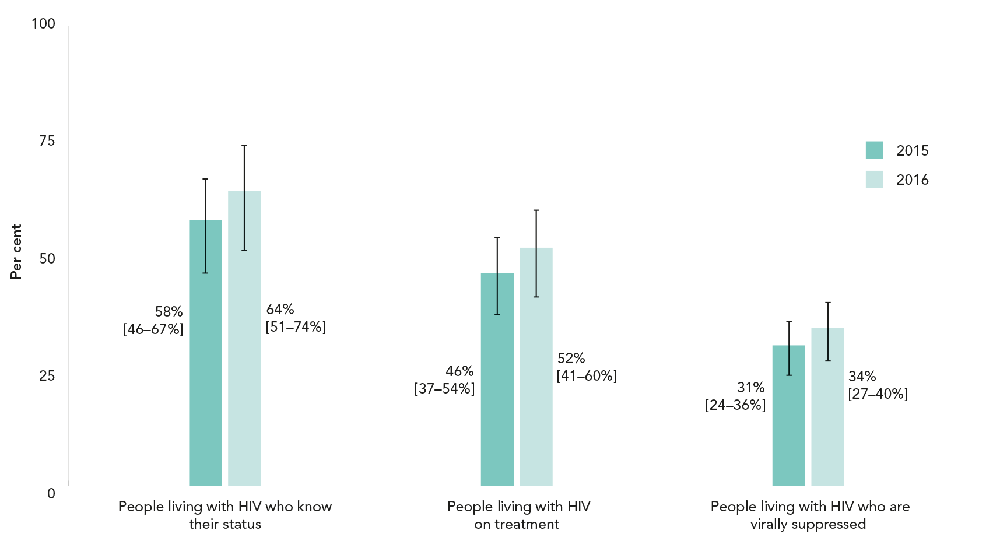 100
75
50
25
0
Per cent
2015
2016
58%
[46–67%]
64%
[51–74%]
46%
[37–54%]
52%
[41–60%]
31%
[24–36%]
34%
[27–40%]
People living with HIV who know
their status
People living with HIV
on treatment
People living with HIV who are
virally suppressed